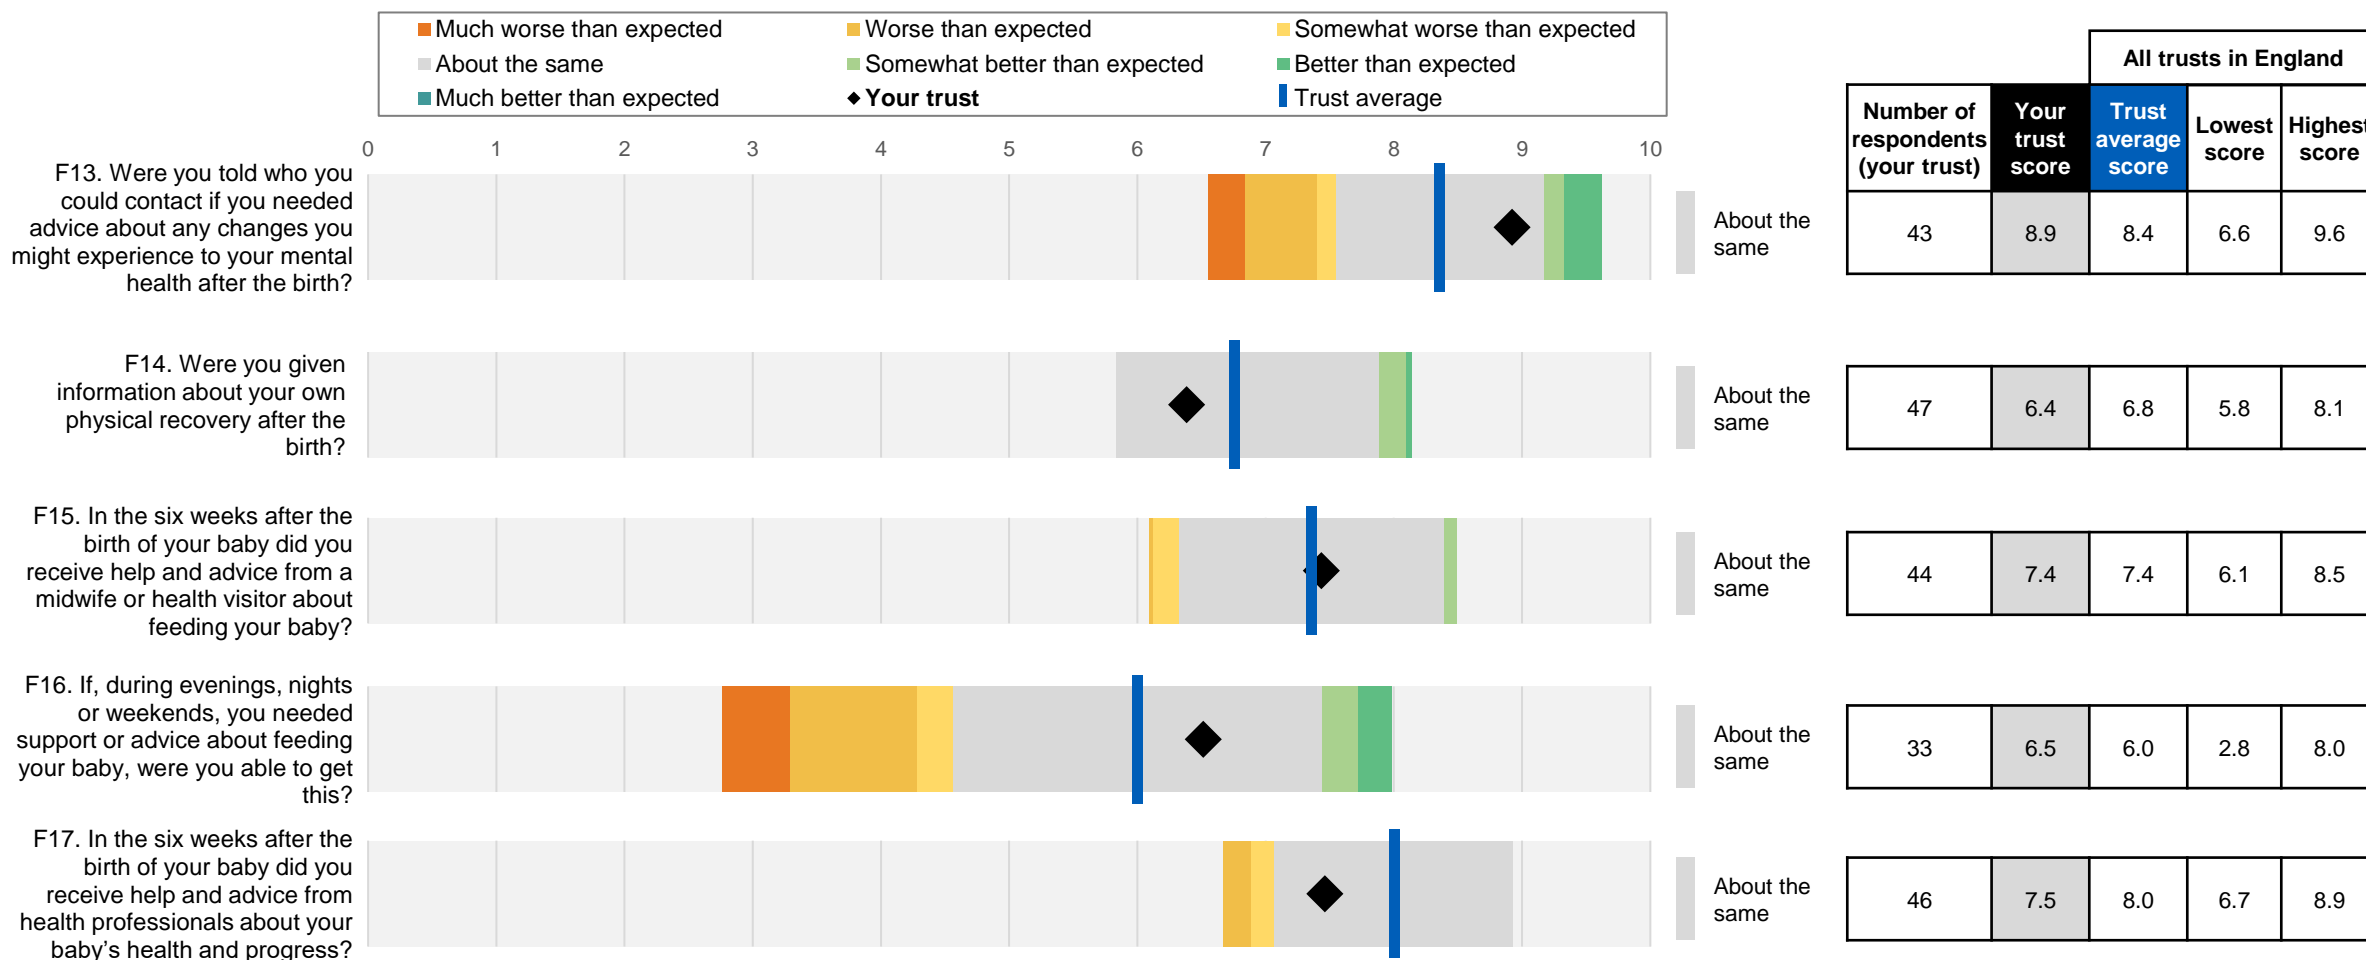 Much worse than expected
Worse than expected
Somewhat worse than expected
About the same
Somewhat better than expected
Better than expected
Much better than expected
Your trust
Trust average
All trusts in England
Number of
respondents
(your trust)
Your
trust
score
Trust
average
score
Lowest
score
Highest
score
0 1 2 3 4 5 6 7 8 9 10
F13. Were you told who you
could contact if you needed
advice about any changes you
might experience to your mental
health after the birth?
About the
same
43 8.9 8.4 6.6 9.6
F14. Were you given
information about your own
physical recovery after the
birth?
About the
same
47 6.4 6.8 5.8 8.1
F15. In the six weeks after the
birth of your baby did you
receive help and advice from a
midwife or health visitor about
feeding your baby?
About the
same
44 7.4 7.4 6.1 8.5
F16. If, during evenings, nights
or weekends, you needed
support or advice about feeding
your baby, were you able to get
this?
About the
same
33 6.5 6.0 2.8 8.0
F17. In the six weeks after the
birth of your baby did you
receive help and advice from
health professionals about your
baby’s health and progress?
About the
same
46 7.5 8.0 6.7 8.9